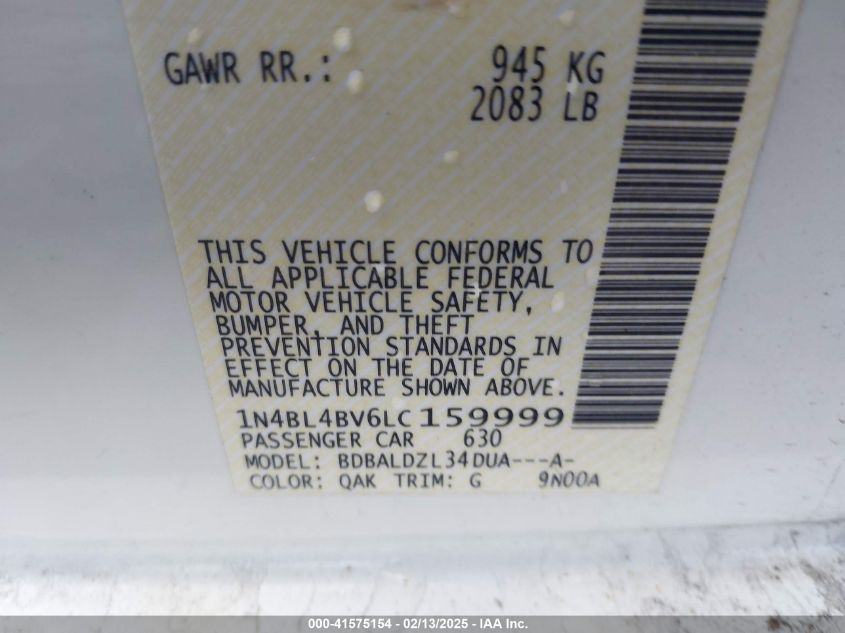 GAWR RR.: 945 KG
2083 LB
THIS VEHICLE CONFORMS TO
ALL APPLICABLE FEDERAL
MOTOR VEHICLE SAFETY,
BUMPER, AND THEFT
PREVENTION STANDARDS IN
EFFECT ON THE DATE OF
MANUFACTURE SHOWN ABOVE.
1N4BL4BV6LC159999
PASSENGER CAR 630
MODEL: BDBALDZL34DUA---A-
COLOR: QAK TRIM: G 9N00A
000-41575154 - 02/13/2025 - IAA Inc.